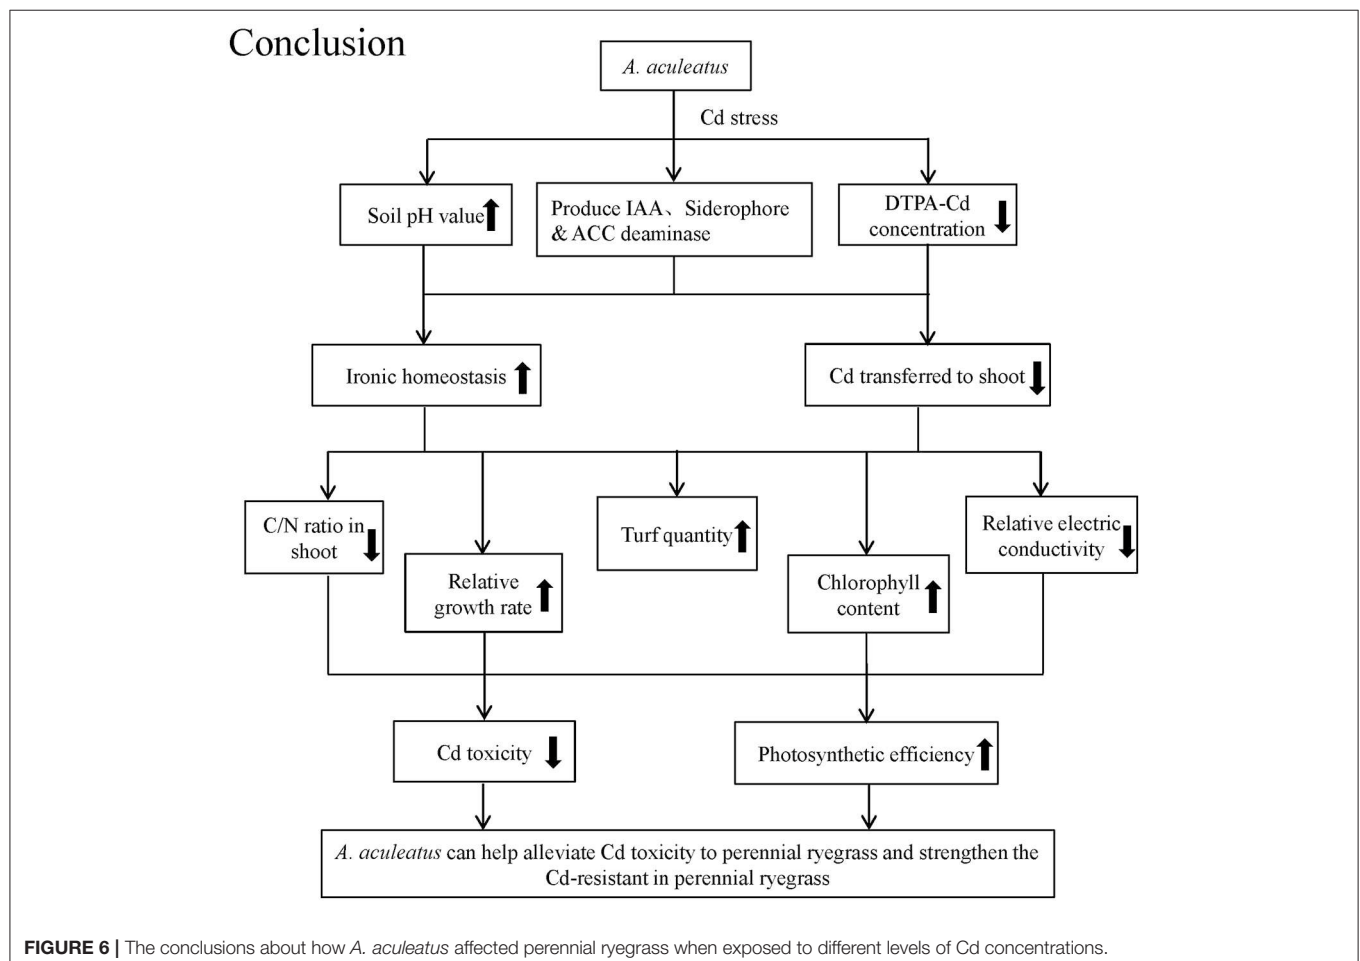 Conclusion
A. aculeatus
Cd stress
Soil pH value
Produce IAA、Siderophore
& ACC deaminase
DTPA-Cd
concentration
Ironic homeostasis
Cd transferred to shoot
C/N ratio in
shoot
Relative
growth rate
Turf quantity
Chlorophyll
content
Relative electric
conductivity
Cd toxicity
Photosynthetic efficiency
A. aculeatus can help alleviate Cd toxicity to perennial ryegrass and strengthen the
Cd-resistant in perennial ryegrass
FIGURE 6 | The conclusions about how A. aculeatus affected perennial ryegrass when exposed to different levels of Cd concentrations.